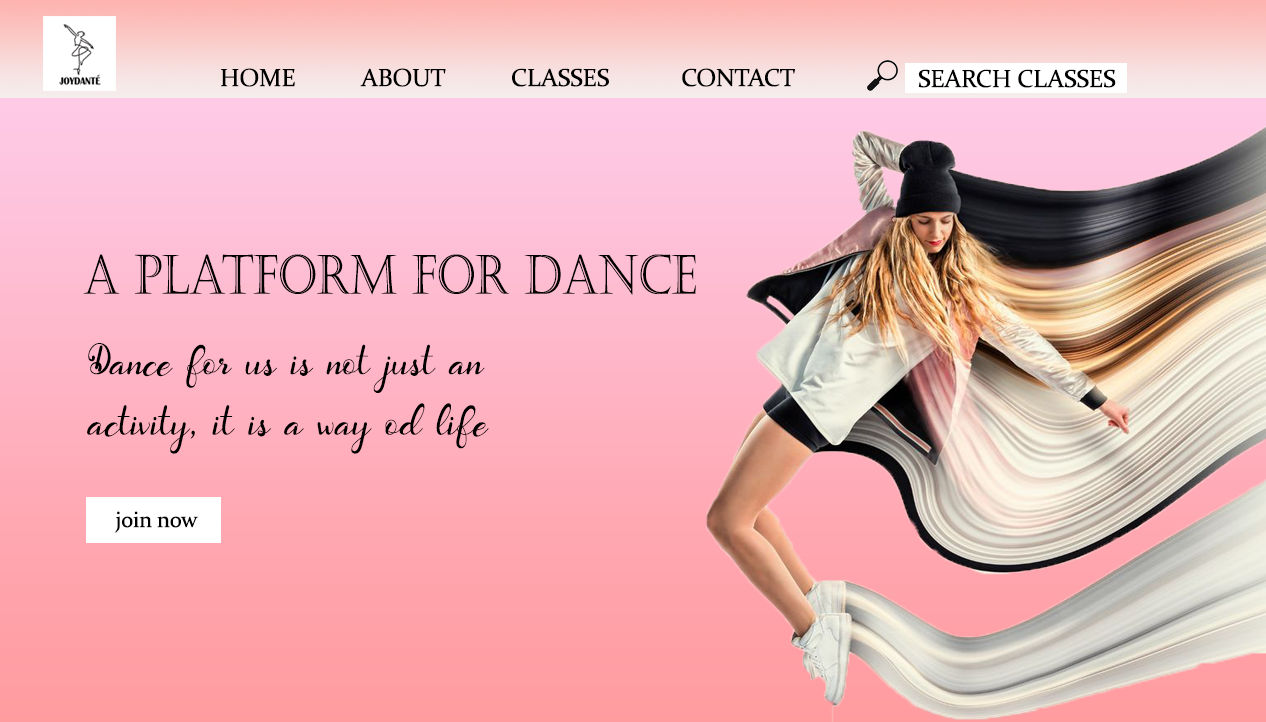 JOYDANTÉ
HOME ABOUT CLASSES CONTACT SEARCH CLASSES
A PLATFORM FOR DANCE
Dance for us is not just an
activity, it is a way od life
join now